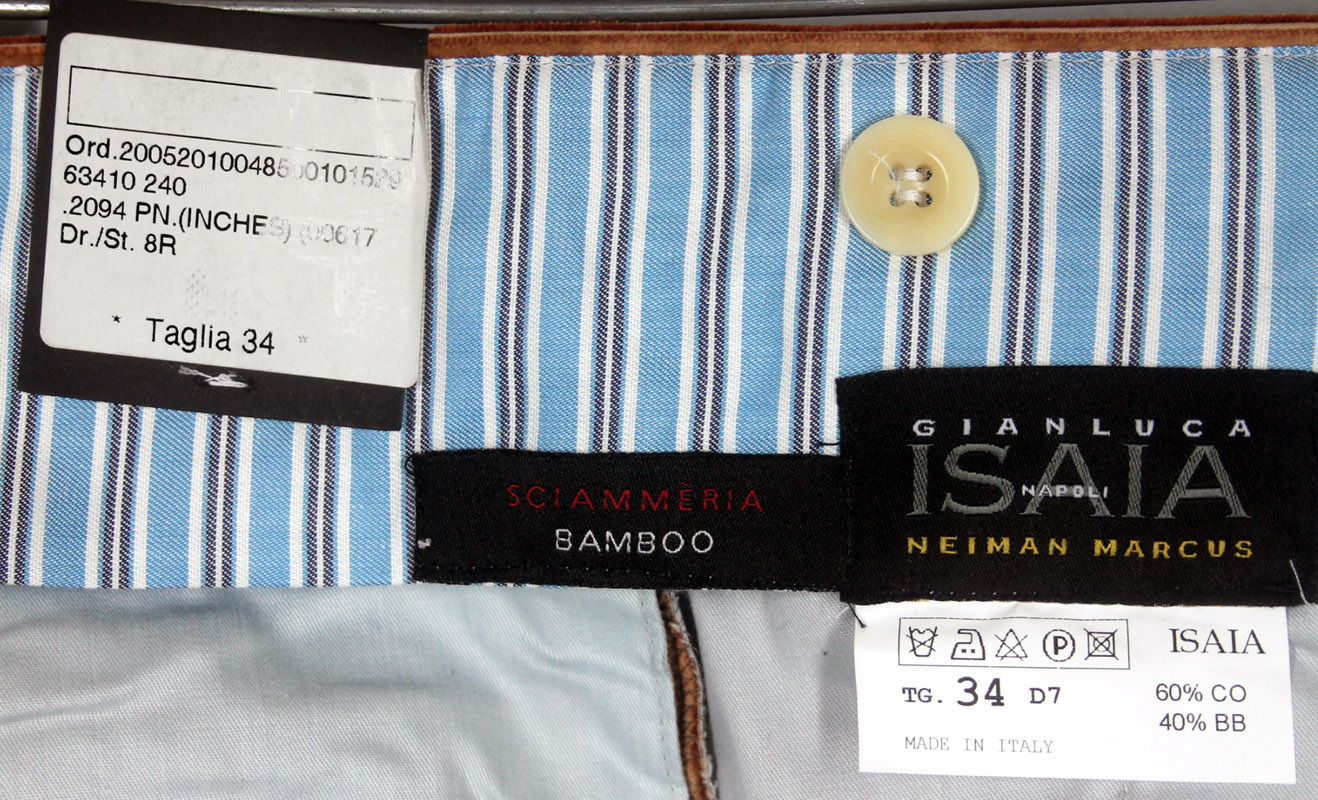 Ord.2005201004850010152
63410 240
.2094 PN.(INCHES) (00617
Dr./St. 8R
* Taglia 34 *
SCIAMMÈRIA
BAMBOO
GIANLUCA
ISAIA
NAPOLI
NEIMAN MARCUS
P
ISAIA
TG. 34 D7
60% CO
40% BB
MADE IN ITALY